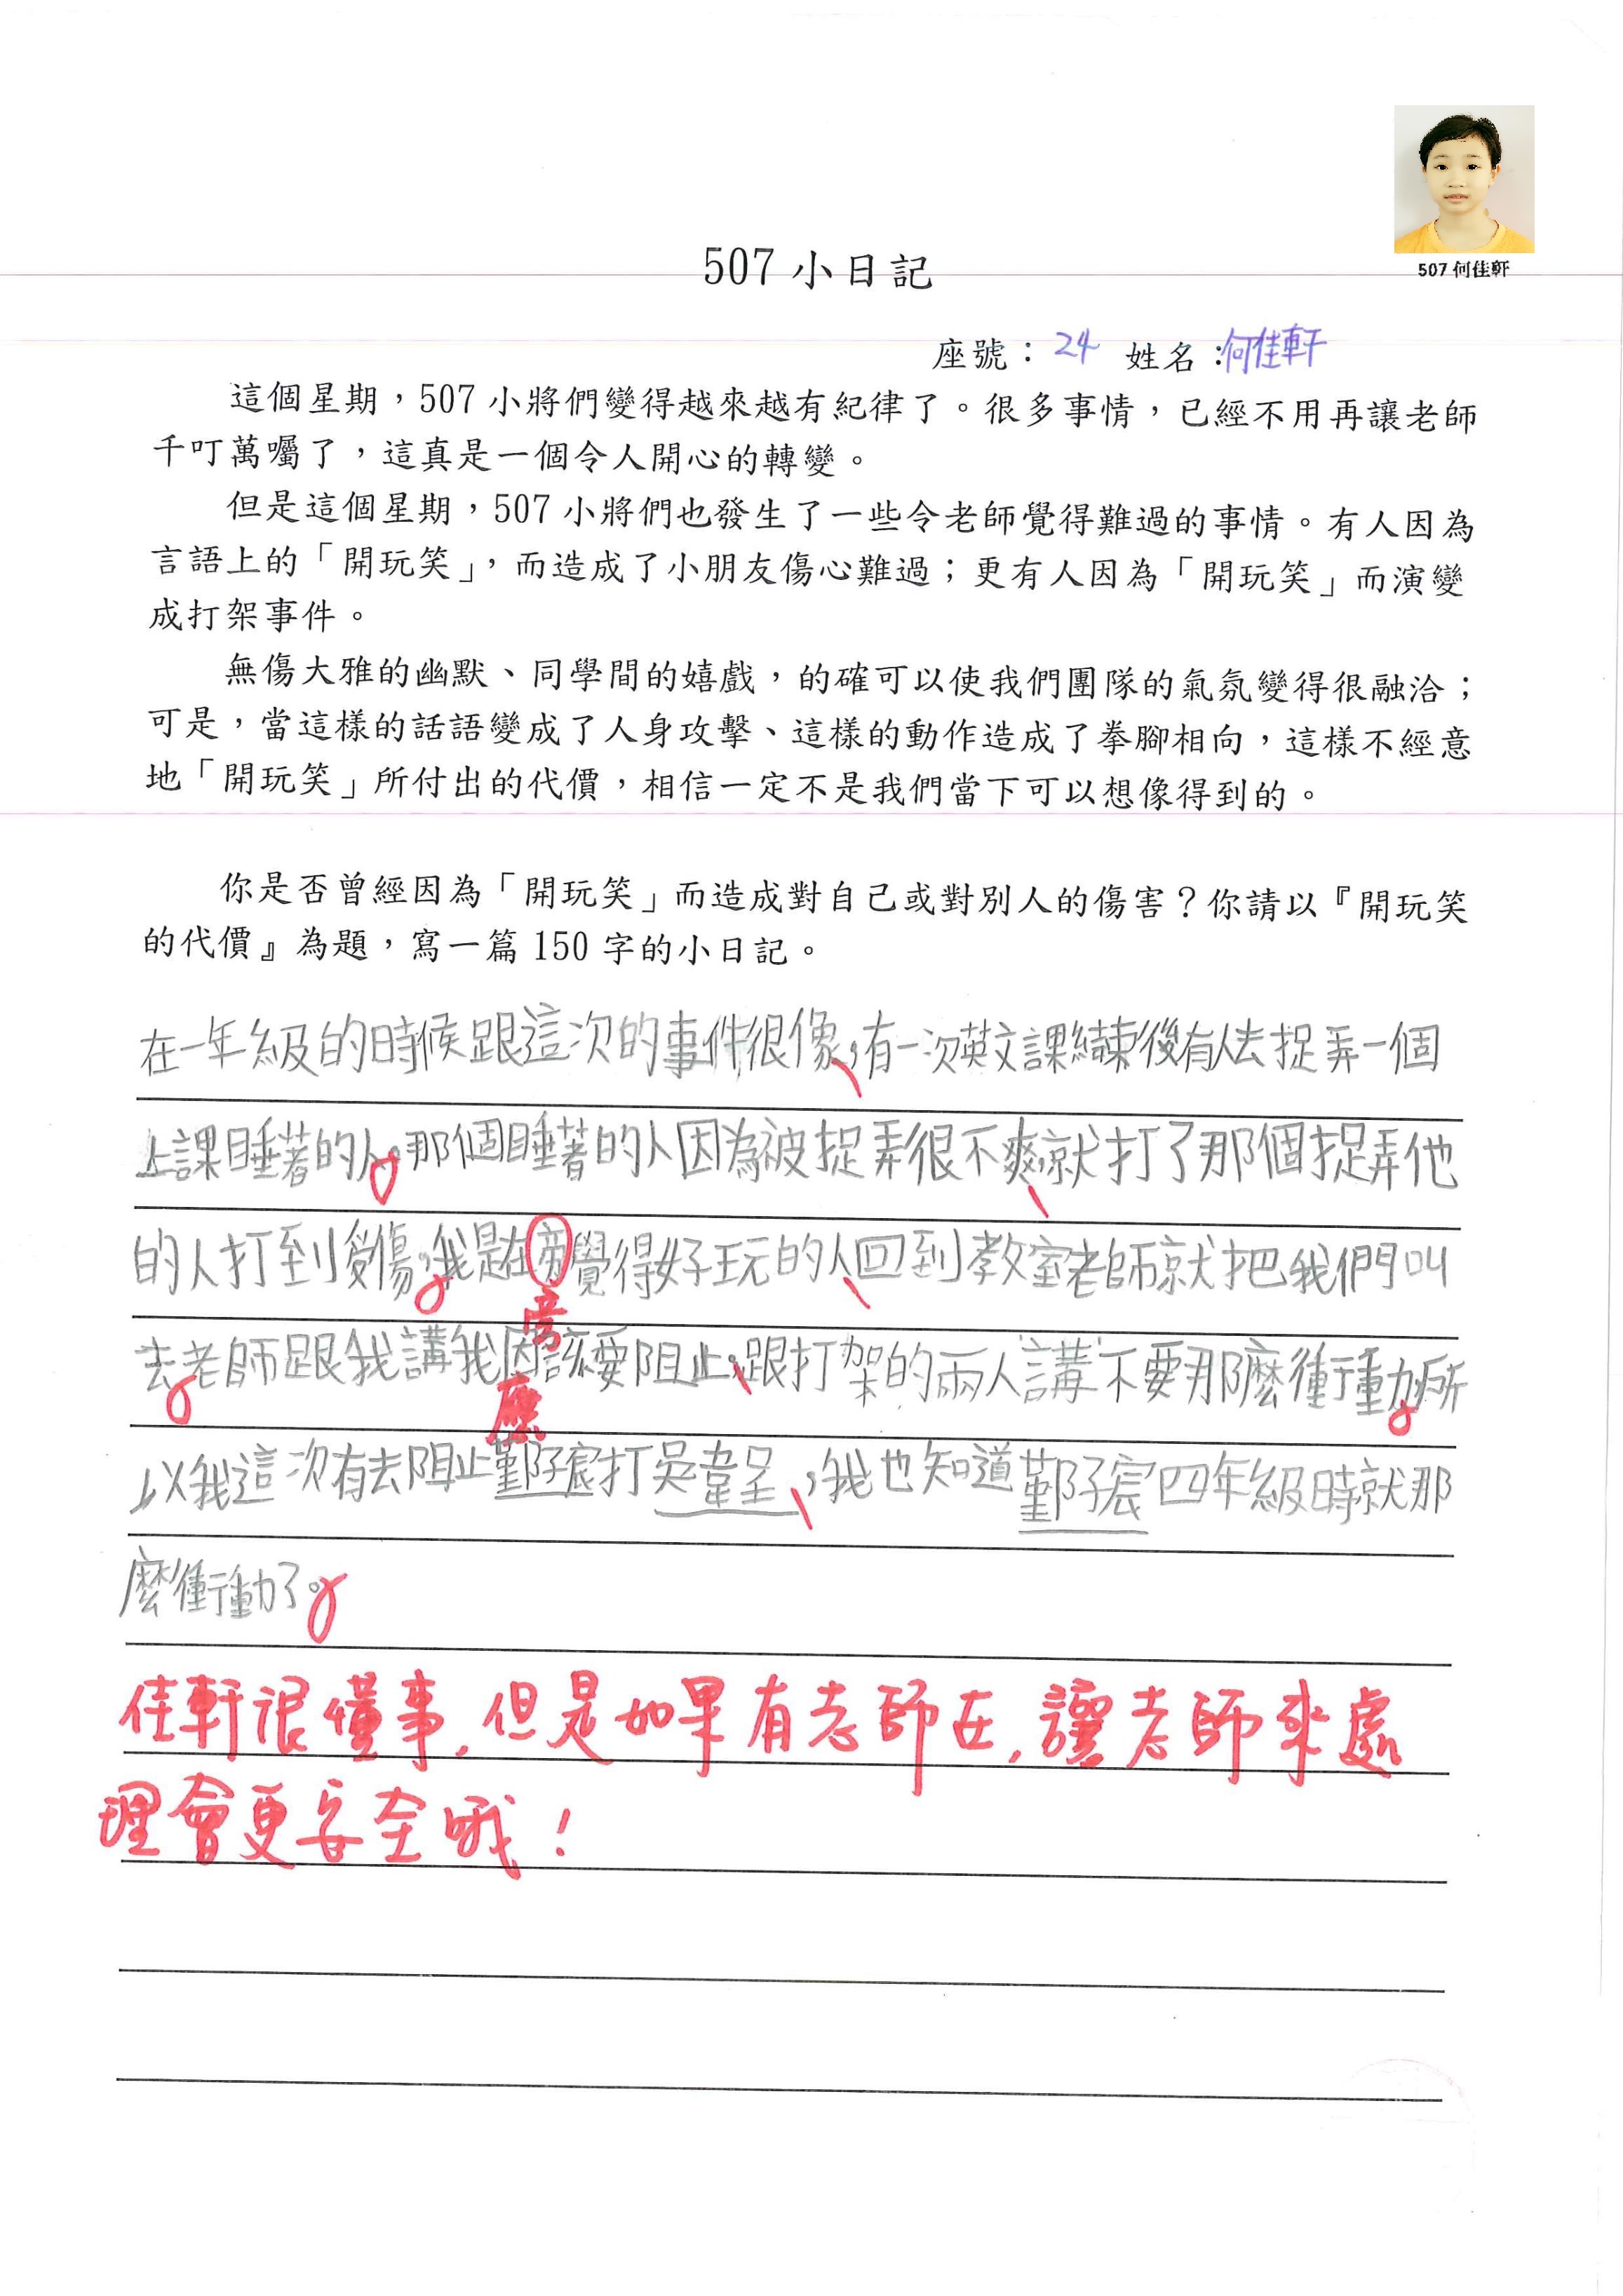 507 何佳軒
507 小日記
座號：24 姓名：何佳軒
這個星期，507 小將們變得越來越有紀律了。很多事情，已經不用再讓老師
千叮萬囑了，這真是一個令人開心的轉變。
但是這個星期，507 小將們也發生了一些令老師覺得難過的事情。有人因為
言語上的「開玩笑」，而造成了小朋友傷心難過；更有人因為「開玩笑」而演變
成打架事件。
無傷大雅的幽默、同學間的嬉戲，的確可以使我們團隊的氣氛變得很融洽；
可是，當這樣的話語變成了人身攻擊、這樣的動作造成了拳腳相向，這樣不經意
地「開玩笑」所付出的代價，相信一定不是我們當下可以想像得到的。
你是否曾經因為「開玩笑」而造成對自己或對別人的傷害？你請以『開玩笑
的代價』為題，寫一篇 150 字的小日記。
在一年級的時候跟這次的事件很像，有一次英文課結束後有人去捉弄一個
上課睡著的人。那個睡著的人因為被捉弄很不爽就打了那個捉弄他
的人打到受傷。我是在旁覺得好玩的人回到教室老師就把我們叫
旁
去老師跟我講我因該要阻止，跟打架的兩人講不要那麼衝動所
應
以我這次有去阻止鄞子宸打吳韋呈，我也知道鄞子宸四年級時就那
麼衝動了。
佳軒很懂事，但是如果有老師在，讓老師來處
理會更安全哦！